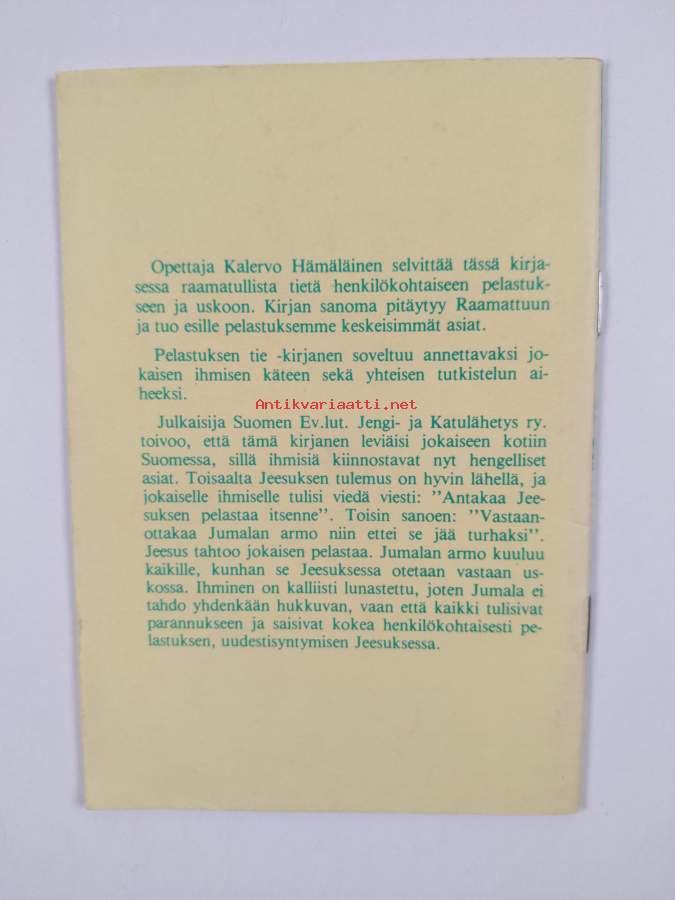 Opettaja Kalervo Hämäläinen selvittää tässä kirja-
sessa raamatullista tietä henkilökohtaiseen pelastuk-
seen ja uskoon. Kirjan sanoma pitäytyy Raamattuun
ja tuo esille pelastuksemme keskeisimmät asiat.
Pelastuksen tie -kirjanen soveltuu annettavaksi jo-
kaisen ihmisen käteen sekä yhteisen tutkistelun ai-
heeksi.
Antikvariaatti.net
Julkaisija Suomen Ev.lut. Jengi- ja Katulähetys ry.
toivoo, että tämä kirjanen leviäisi jokaiseen kotiin
Suomessa, sillä ihmisiä kiinnostavat nyt hengelliset
asiat. Toisaalta Jeesuksen tulemus on hyvin lähellä, ja
jokaiselle ihmiselle tulisi viedä viesti: ''Antakaa Jee-
suksen pelastaa itsenne''. Toisin sanoen: ''Vastaan-
ottakaa Jumalan armo niin ettei se jää turhaksi''.
Jeesus tahtoo jokaisen pelastaa. Jumalan armo kuuluu
kaikille, kunhan se Jeesuksessa otetaan vastaan us-
kossa. Ihminen on kalliisti lunastettu, joten Jumala ei
tahdo yhdenkään hukkuvan, vaan että kaikki tulisivat
parannukseen ja saisivat kokea henkilökohtaisesti pe-
lastuksen, uudestisyntymisen Jeesuksessa.